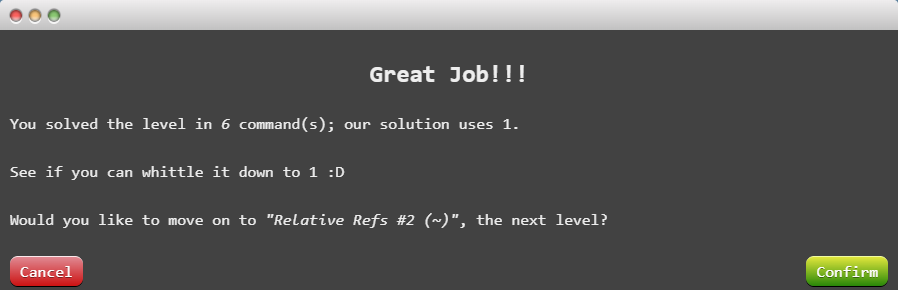 Great Job!!!
You solved the level in 6 command(s); our solution uses 1.
See if you can whittle it down to 1 :D
Would you like to move on to "Relative Refs #2 (~)", the next level?
Cancel
Confirm